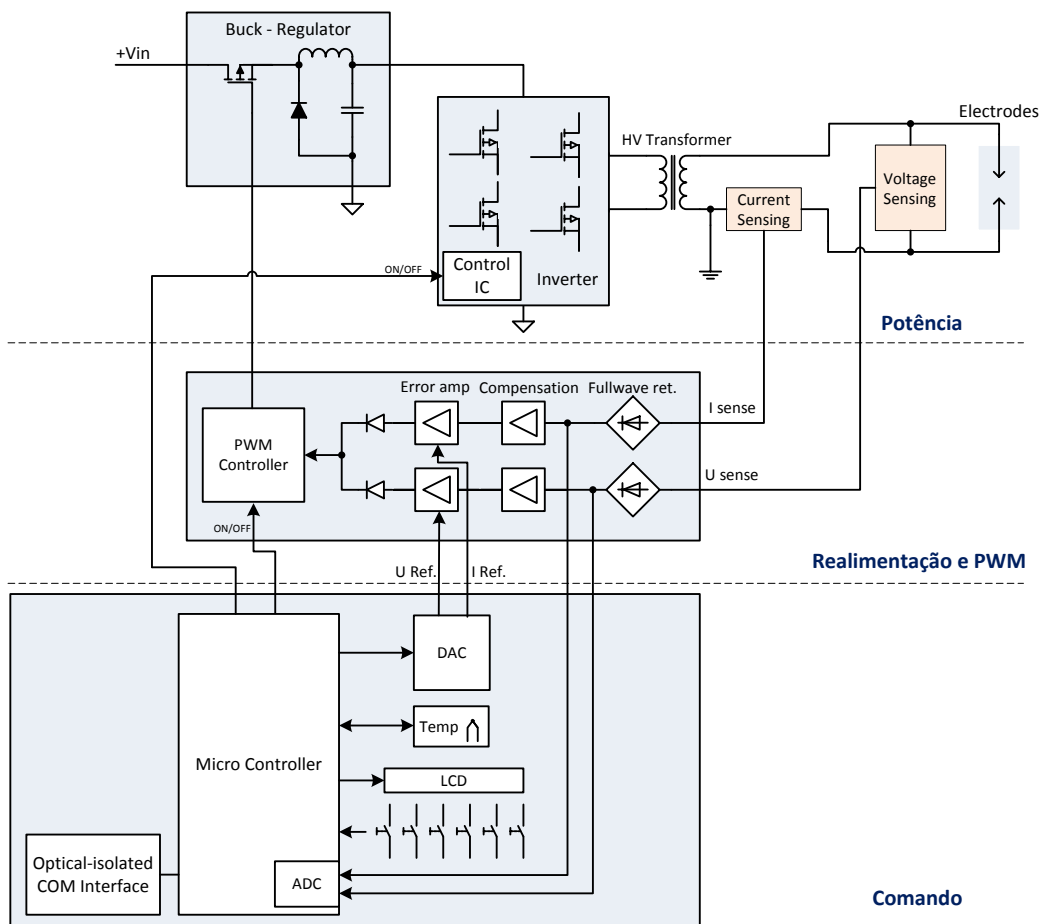 Buck - Regulator
+Vin
Electrodes
HV Transformer
Voltage
Sensing
Current
Sensing
ON/OFF
Control
IC
Inverter
Potência
Error amp
Compensation
Fullwave ret.
I sense
PWM
Controller
U sense
ON/OFF
Realimentação e PWM
U Ref.
I Ref.
DAC
Temp
Micro Controller
LCD
Optical-isolated
COM Interface
ADC
Comando